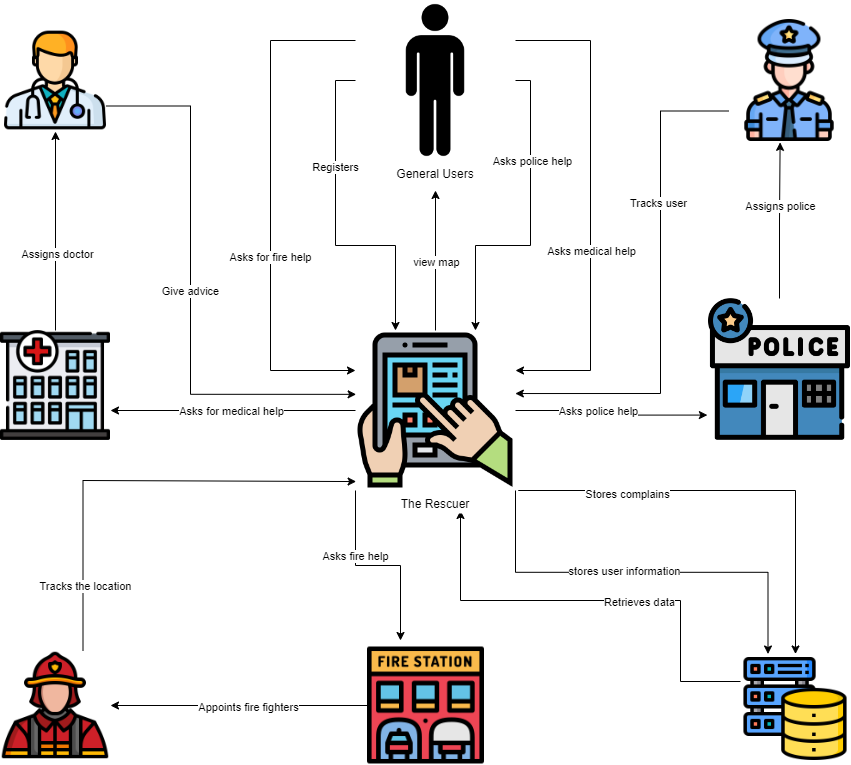 Registers
Asks police help
General Users
Tracks user
Assigns police
Assigns doctor
Asks for fire help
view map
Asks medical help
Give advice
POLICE
Asks for medical help
Asks police help
The Rescuer
Stores complains
Asks fire help
stores user information
Tracks the location
Retrieves data
FIRE STATION
Appoints fire fighters